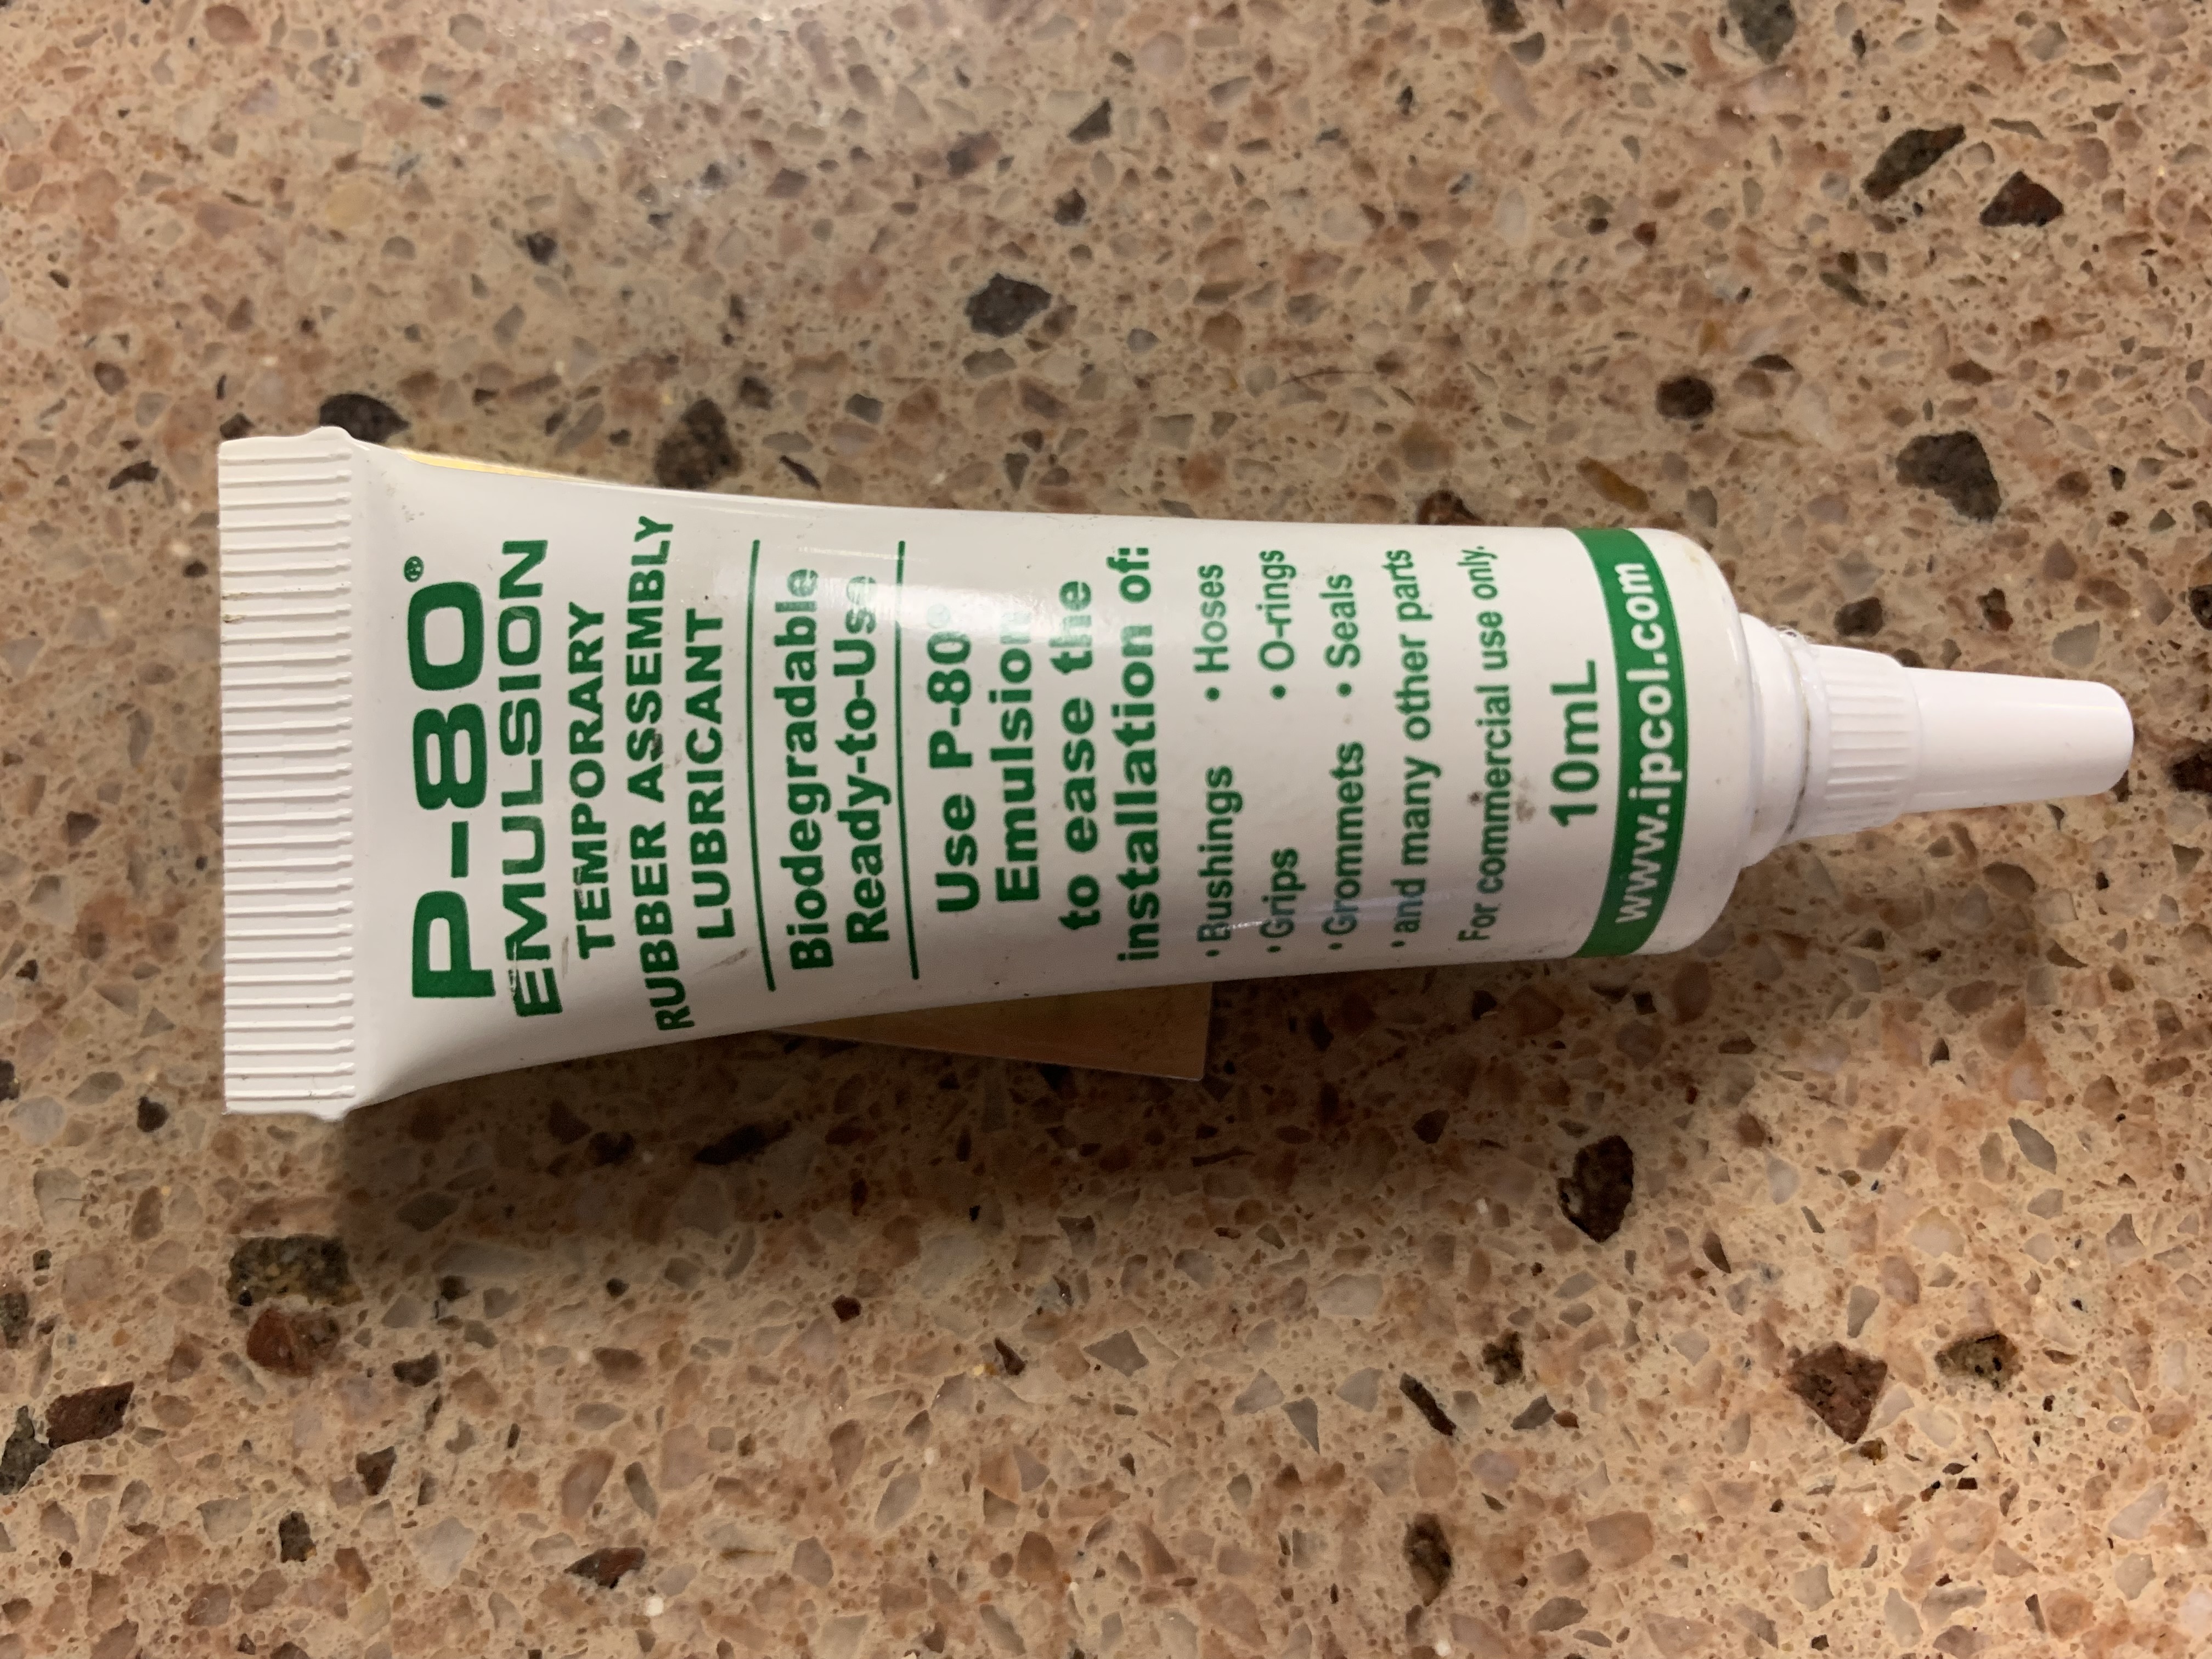 P-80®
EMULSION
TEMPORARY
RUBBER ASSEMBLY
LUBRICANT
Biodegradable
Ready-to-Use
Use P-80®
Emulsion
to ease the
installation of:
• Bushings • Hoses
• Grips • O-rings
• Grommets • Seals
• and many other parts
For commercial use only.
10mL
www.ipcol.com